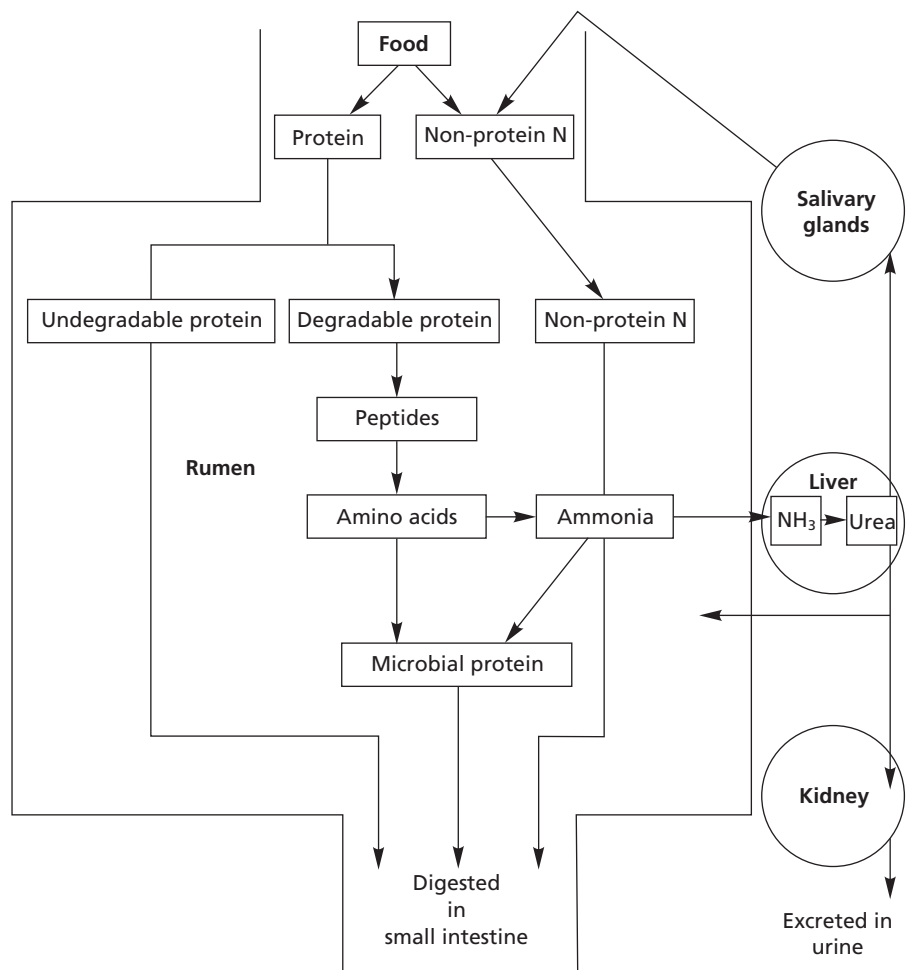 Food
Protein
Non-protein N
Salivary
glands
Undegradable protein
Degradable protein
Non-protein N
Peptides
Rumen
Liver
Amino acids
Ammonia
NH₃
Urea
Microbial protein
Kidney
Digested
in
small intestine
Excreted in
urine